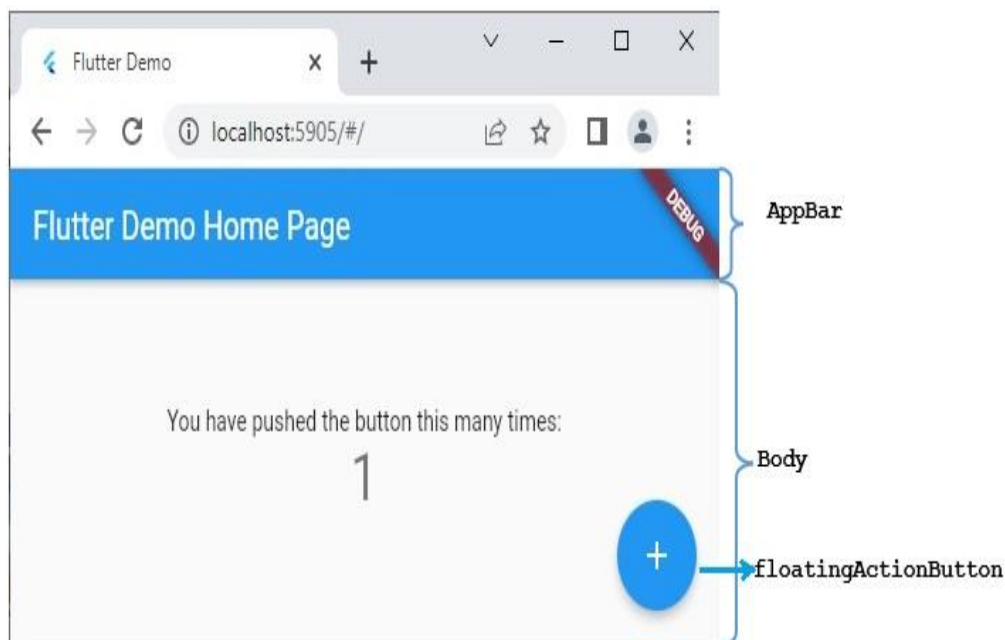 Flutter Demo
localhost:5905/#/
Flutter Demo Home Page
DEBUG
AppBar
You have pushed the button this many times:
1
Body
floatingActionButton